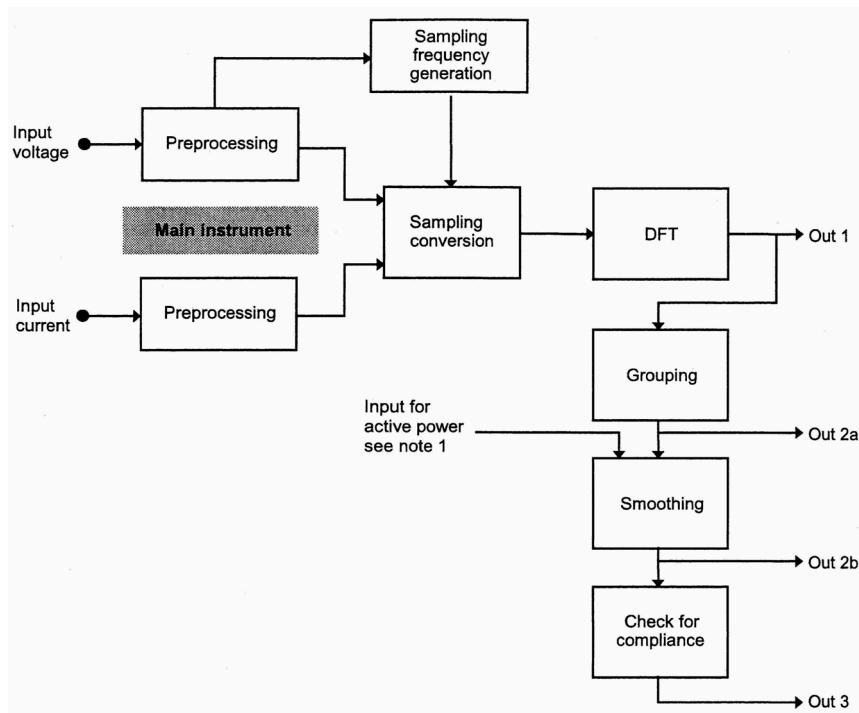 Sampling
frequency
generation
Input
voltage
Preprocessing
Main instrument
Sampling
conversion
DFT
Out 1
Input
current
Preprocessing
Grouping
Input for
active power
see note 1
Out 2a
Smoothing
Out 2b
Check for
compliance
Out 3